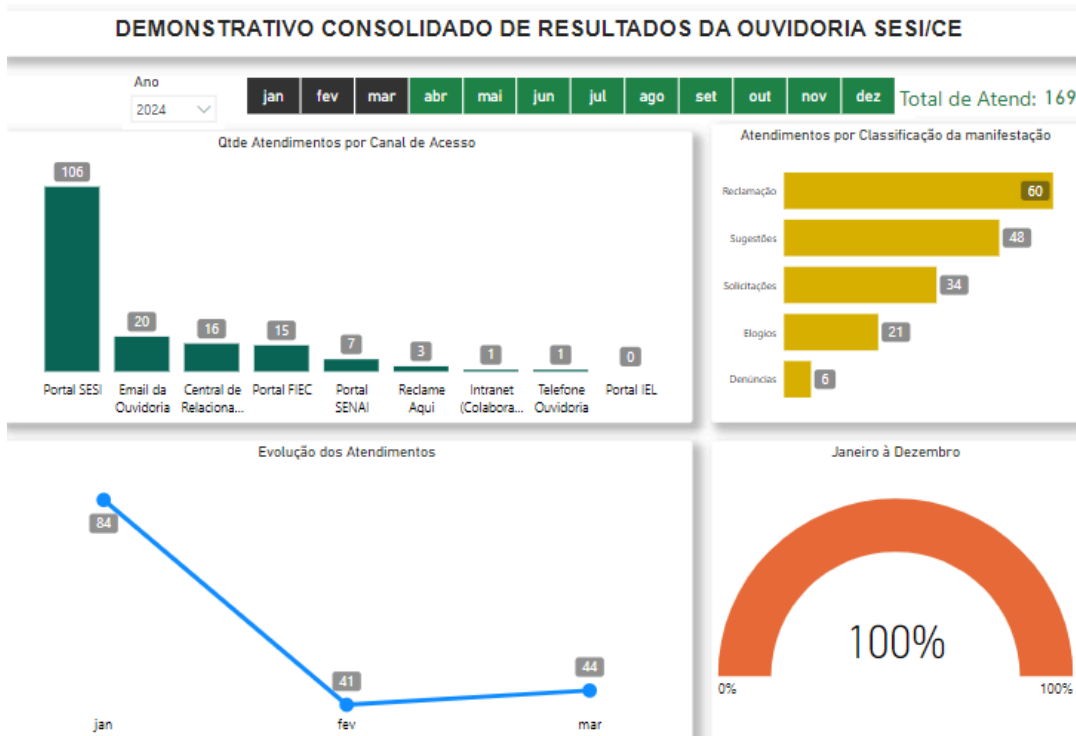 DEMONSTRATIVO CONSOLIDADO DE RESULTADOS DA OUVIDORIA SESI/CE
Ano
2024
jan fev mar abr mai jun jul ago set out nov dez
Total de Atend: 169
Qtde Atendimentos por Canal de Acesso
106
20
16
15
7
3
1
1
0
Portal SESI
Email da
Ouvidoria
Central de
Relaciona...
Portal FIEC
Portal
SENAI
Reclame
Aqui
Intranet
(Colabora...
Telefone
Ouvidoria
Portal IEL
Atendimentos por Classificação da manifestação
Reclamação 60
Sugestões 48
Solicitações 34
Elogios 21
Denúncias 6
Evolução dos Atendimentos
84
41
44
jan fev mar
Janeiro à Dezembro
100%
0% 100%